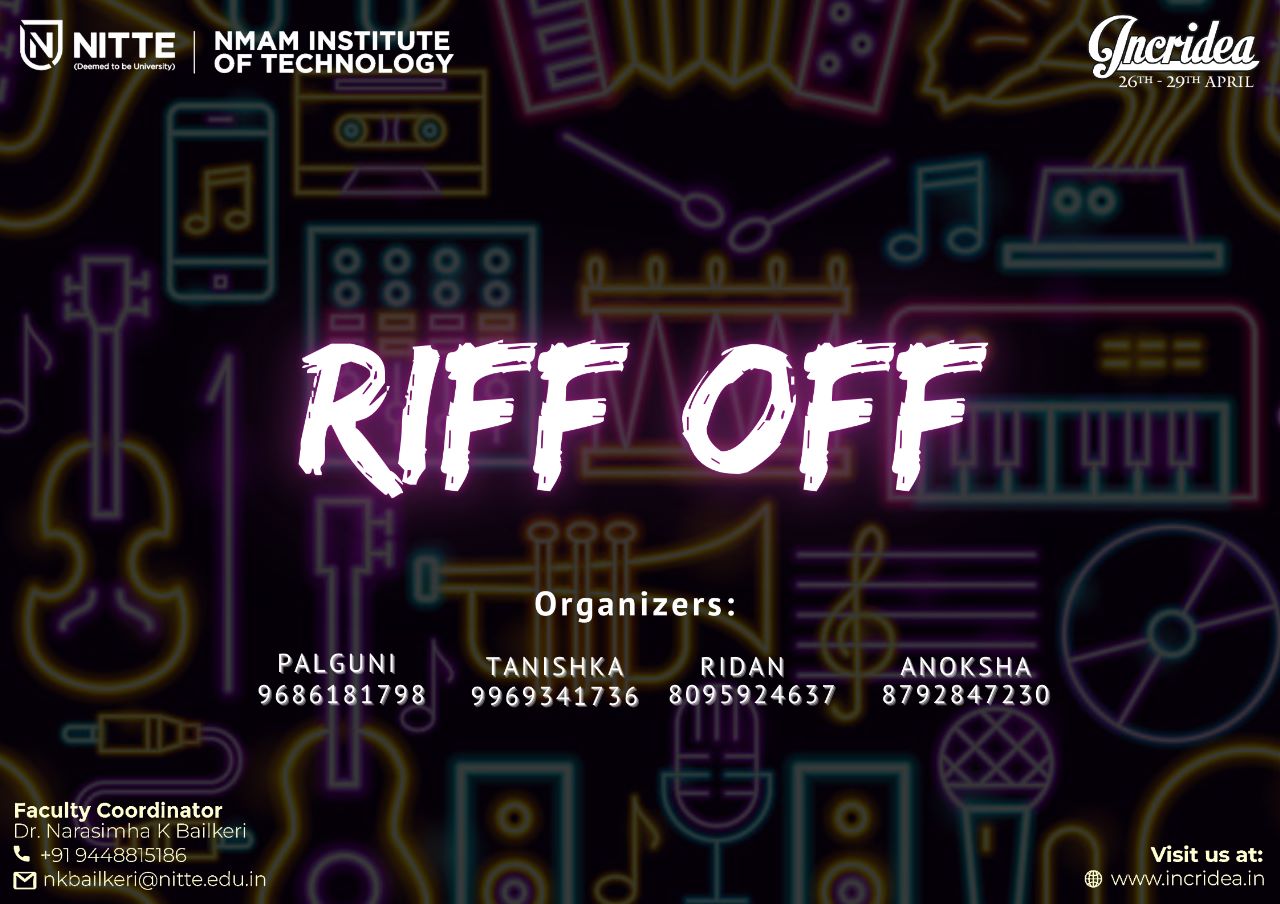 NITTE
(Deemed to be University)
NMAM INSTITUTE
OF TECHNOLOGY
Incridea
26TH - 29TH APRIL
RIFF OFF
Organizers:
PALGUNI
9686181798
TANISHKA
9969341736
RIDAN
8095924637
ANOKSHA
8792847230
Faculty Coordinator
Dr. Narasimha K Bailkeri
+91 9448815186
nkbailkeri@nitte.edu.in
Visit us at:
www.incridea.in